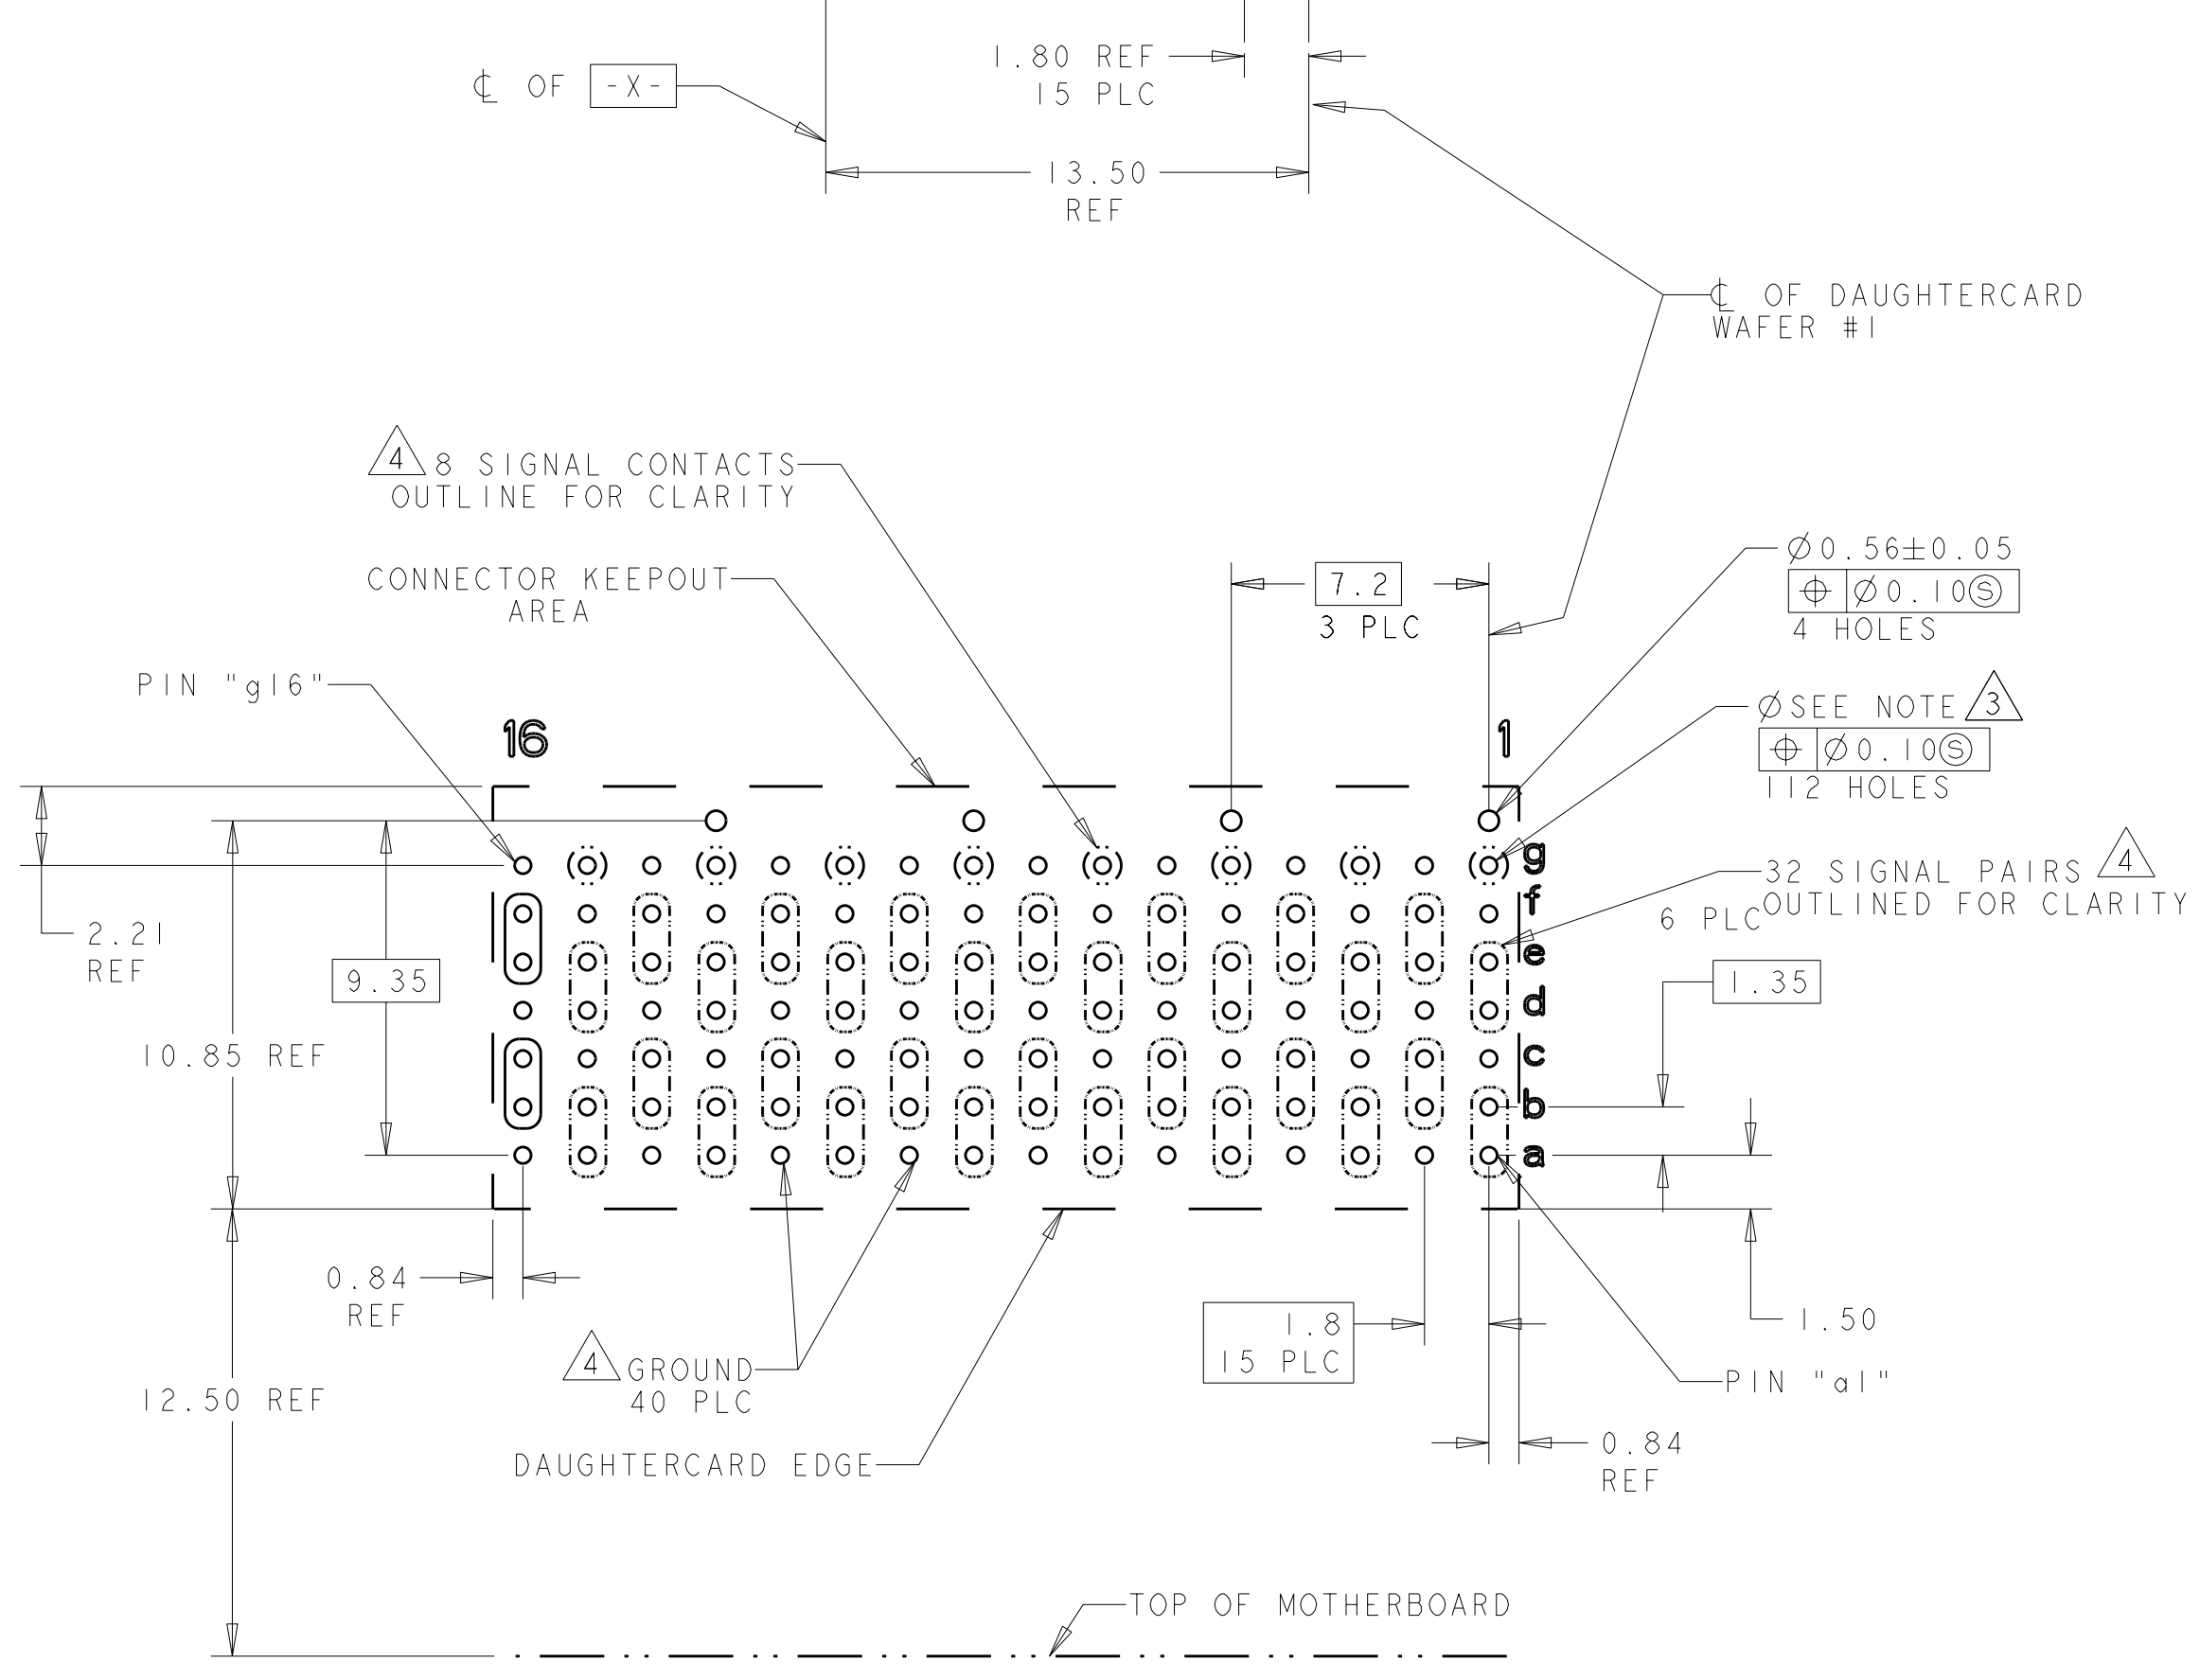 1.80 REF
15 PLC
℄ OF -X-
13.50
REF
℄ OF DAUGHTERCARD
WAFER #1
4 8 SIGNAL CONTACTS
OUTLINE FOR CLARITY
CONNECTOR KEEPOUT
AREA
7.2
3 PLC
Ø0.56±0.05
⌖ Ø0.10Ⓢ
4 HOLES
PIN "g16"
ØSEE NOTE 3
⌖ Ø0.10Ⓢ
112 HOLES
16
1
g
f
e
d
c
b
a
32 SIGNAL PAIRS 4
OUTLINED FOR CLARITY
6 PLC
1.35
2.21
REF
9.35
10.85 REF
0.84
REF
1.8
15 PLC
1.50
4 GROUND
40 PLC
PIN "a1"
12.50 REF
0.84
REF
DAUGHTERCARD EDGE
TOP OF MOTHERBOARD